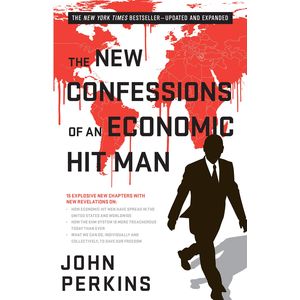 THE NEW YORK TIMES BESTSELLER—UPDATED AND EXPANDED
THE NEW
CONFESSIONS
OF AN ECONOMIC
HIT MAN
15 EXPLOSIVE NEW CHAPTERS WITH
NEW REVELATIONS ON:
• HOW ECONOMIC HIT MEN HAVE SPREAD IN THE
UNITED STATES AND WORLDWIDE
• HOW THE EHM SYSTEM IS MORE TREACHEROUS
TODAY THAN EVER
• WHAT WE CAN DO, INDIVIDUALLY AND
COLLECTIVELY, TO SAVE OUR FREEDOM
JOHN
PERKINS